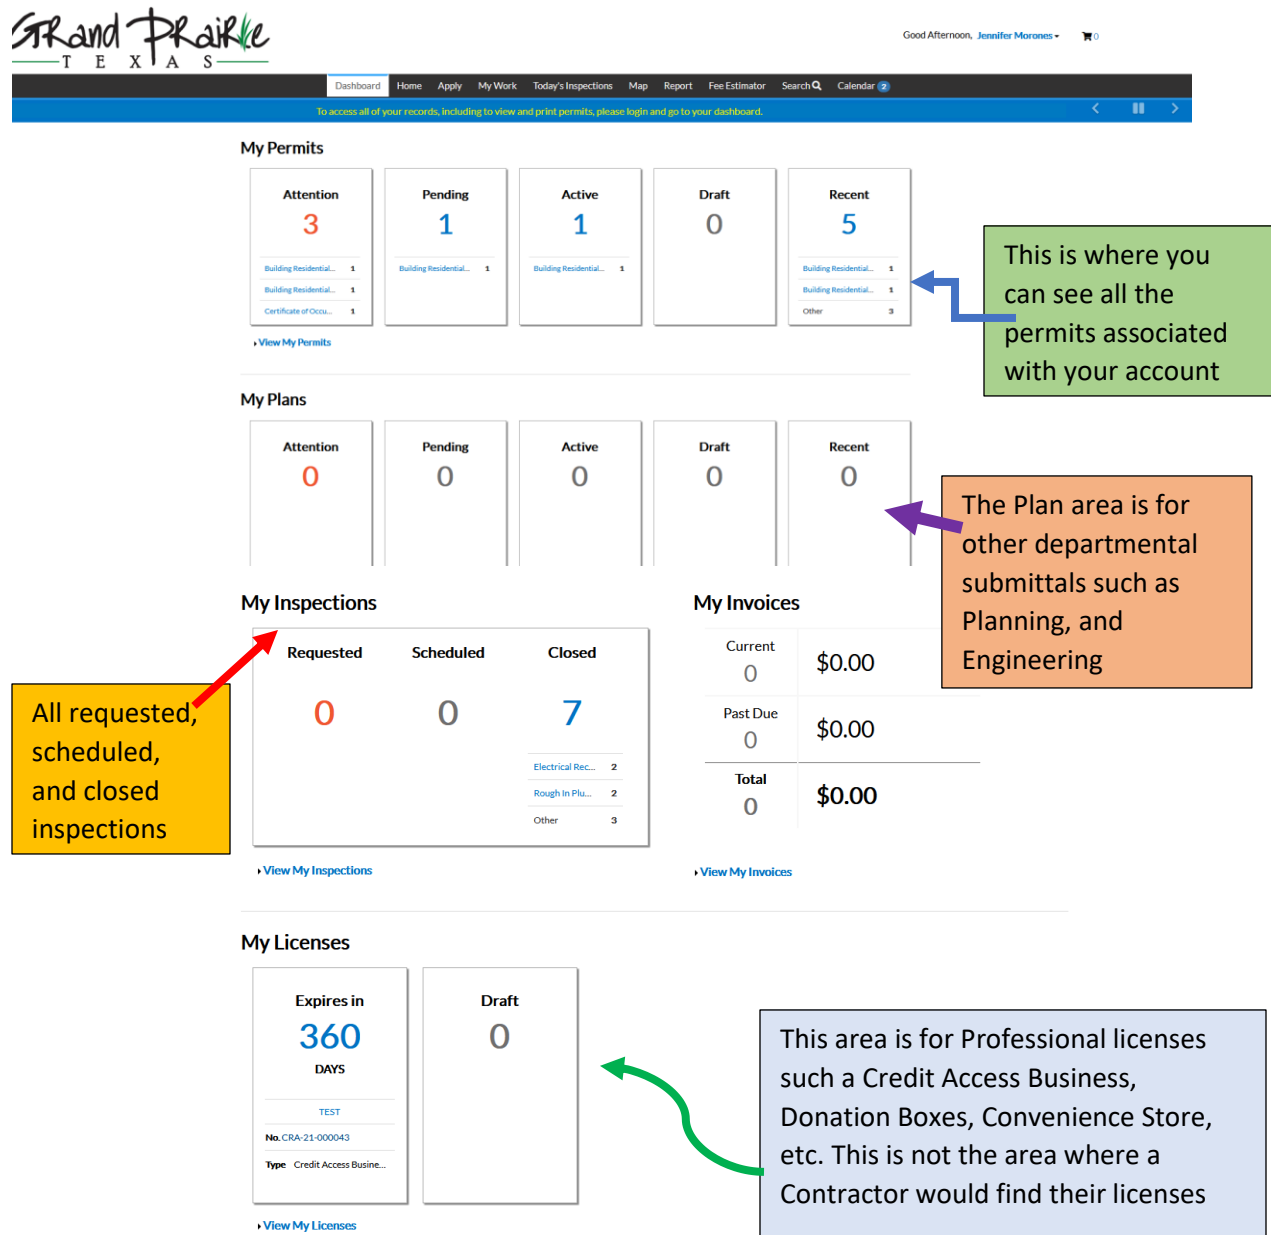 GRand PRaiRie
TEXAS
Good Afternoon, Jennifer Morones
0
Dashboard Home Apply My Work Today's Inspections Map Report Fee Estimator Search Calendar 2
To access all of your records, including to view and print permits, please login and go to your dashboard.
My Permits
Attention
3
Building Residential... 1
Building Residential... 1
Certificate of Occu... 1
Pending
1
Building Residential... 1
Active
1
Building Residential... 1
Draft
0
Recent
5
Building Residential... 1
Building Residential... 1
Other 3
View My Permits
This is where you
can see all the
permits associated
with your account
My Plans
Attention
0
Pending
0
Active
0
Draft
0
Recent
0
The Plan area is for
other departmental
submittals such as
Planning, and
Engineering
My Inspections
Requested
0
Scheduled
0
Closed
7
Electrical Rec... 2
Rough In Plu... 2
Other 3
View My Inspections
All requested,
scheduled,
and closed
inspections
My Invoices
Current
0
$0.00
Past Due
0
$0.00
Total
0
$0.00
View My Invoices
My Licenses
Expires in
360
DAYS
TEST
No. CRA-21-000043
Type Credit Access Busine...
Draft
0
View My Licenses
This area is for Professional licenses
such a Credit Access Business,
Donation Boxes, Convenience Store,
etc. This is not the area where a
Contractor would find their licenses